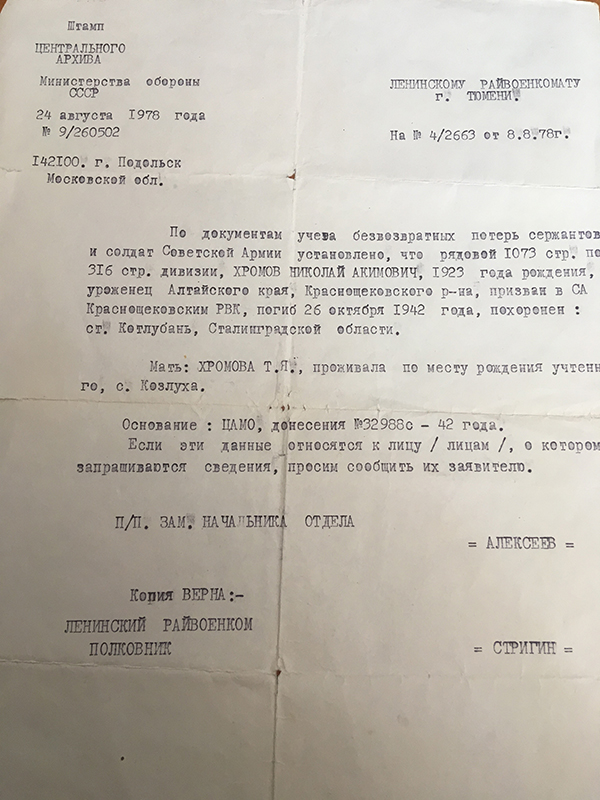 Штамп
ЦЕНТРАЛЬНОГО
АРХИВА
Министерства обороны
СССР
24 августа 1978 года
№ 9/260502
142100. г. Подольск
Московской обл.
ЛЕНИНСКОМУ РАЙВОЕНКОМАТУ
г. ТЮМЕНИ.
На № 4/2663 от 8.8.78г.
По документам учева безвозвратных потерь сержантов
и солдат Советской Армии установлено, что рядовой 1073 стр. по
316 стр. дивизии, ХРОМОВ НИКОЛАЙ АКИМОВИЧ, 1923 года рождения,
уроженец Алтайского края, Краснощековского р-на, призван в СА
Краснощековским РВК, погиб 26 октября 1942 года, похоронен :
ст. Котлубань, Сталинградской области.
Мать: ХРОМОВА Т.Я., проживала по месту рождения учтенн
го, с. Козлуха.
Основание : ЦАМО, донесения №32988с - 42 года.
Если эти данные относятся к лицу / лицам /, о котором
запрашиваются сведения, просим сообщить их заявителю.
П/П. ЗАМ. НАЧАЛЬНИКА ОТДЕЛА
= АЛЕКСЕЕВ =
Копия ВЕРНА:-
ЛЕНИНСКИЙ РАЙВОЕНКОМ
ПОЛКОВНИК
= СТРИГИН =